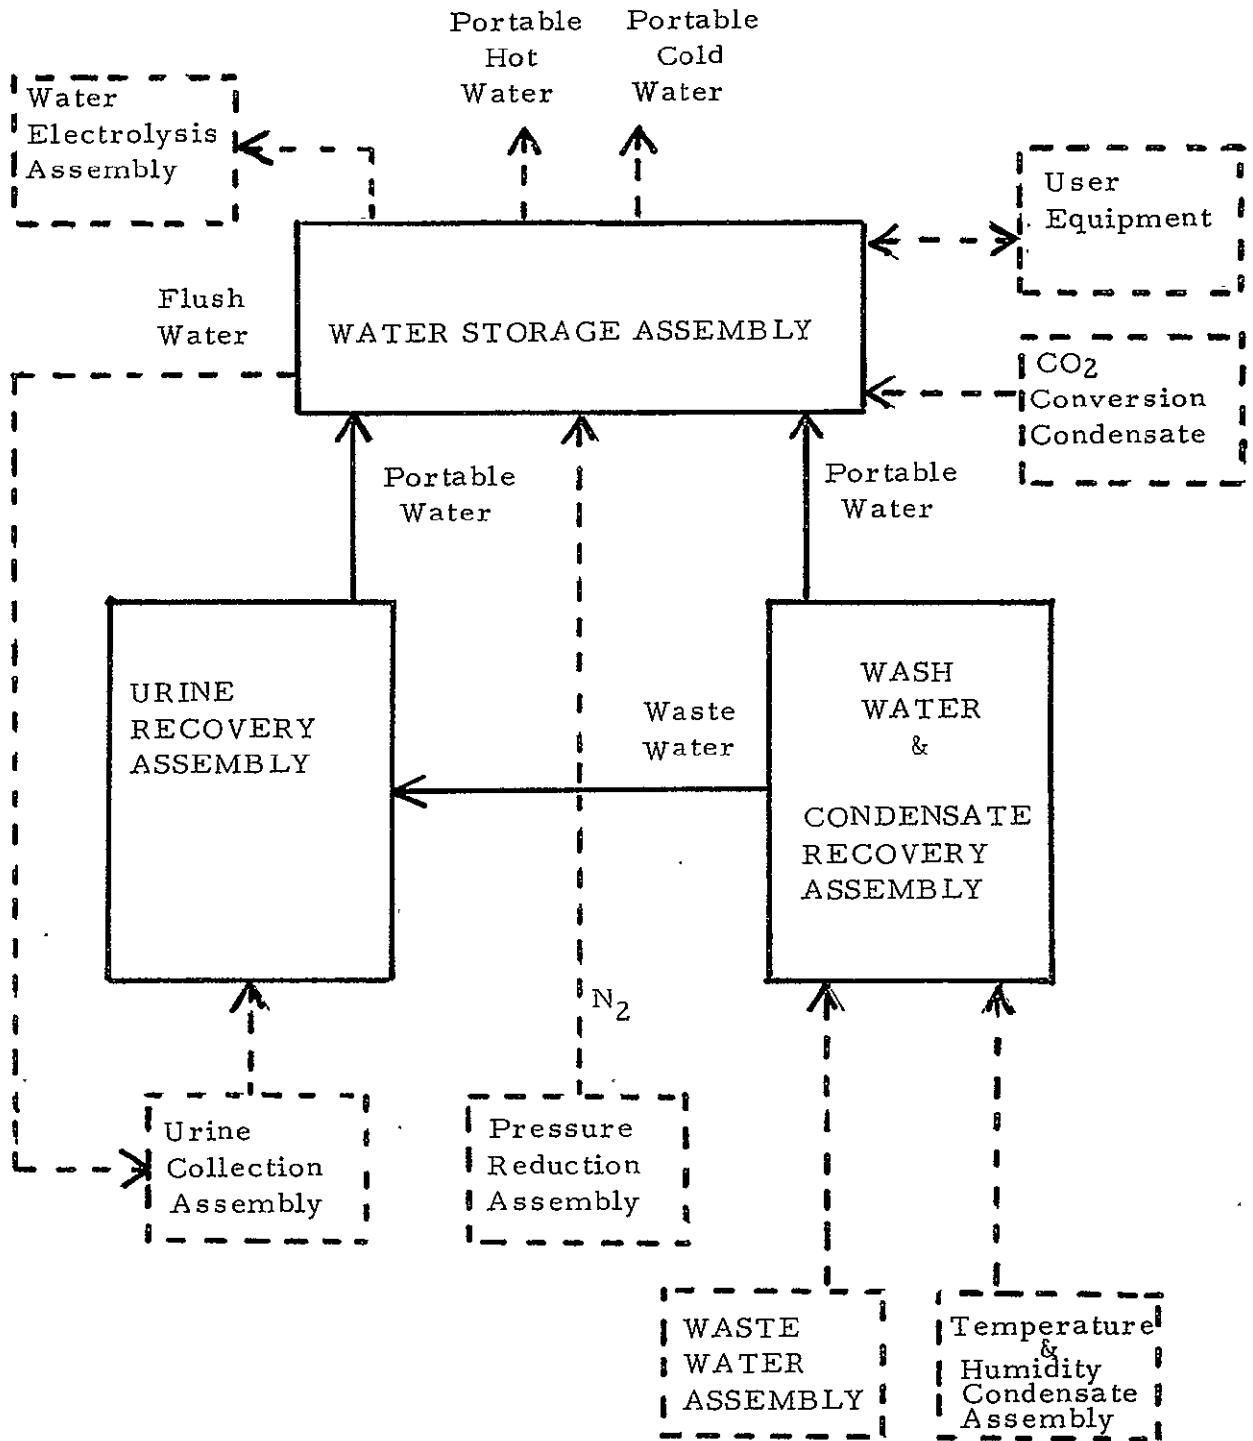 Portable
Hot
Water
Portable
Cold
Water
Water
Electrolysis
Assembly
User
Equipment
Flush
Water
WATER STORAGE ASSEMBLY
CO2
Conversion
Condensate
Portable
Water
Portable
Water
URINE
RECOVERY
ASSEMBLY
Waste
Water
WASH
WATER
&
CONDENSATE
RECOVERY
ASSEMBLY
N2
Urine
Collection
Assembly
Pressure
Reduction
Assembly
WASTE
WATER
ASSEMBLY
Temperature
&
Humidity
Condensate
Assembly